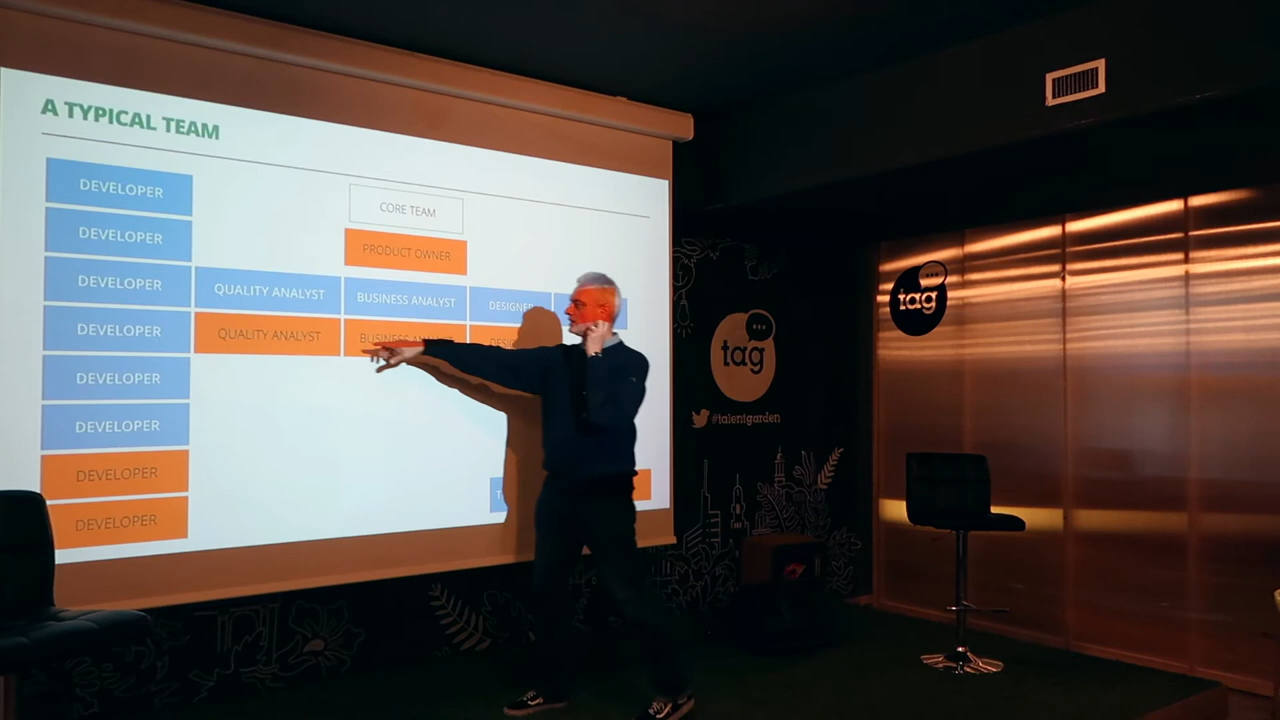 A TYPICAL TEAM
DEVELOPER
DEVELOPER
DEVELOPER
DEVELOPER
DEVELOPER
DEVELOPER
DEVELOPER
DEVELOPER
QUALITY ANALYST
QUALITY ANALYST
CORE TEAM
PRODUCT OWNER
BUSINESS ANALYST
BUSINESS
DESIGNER
tag
#talentgarden
tag